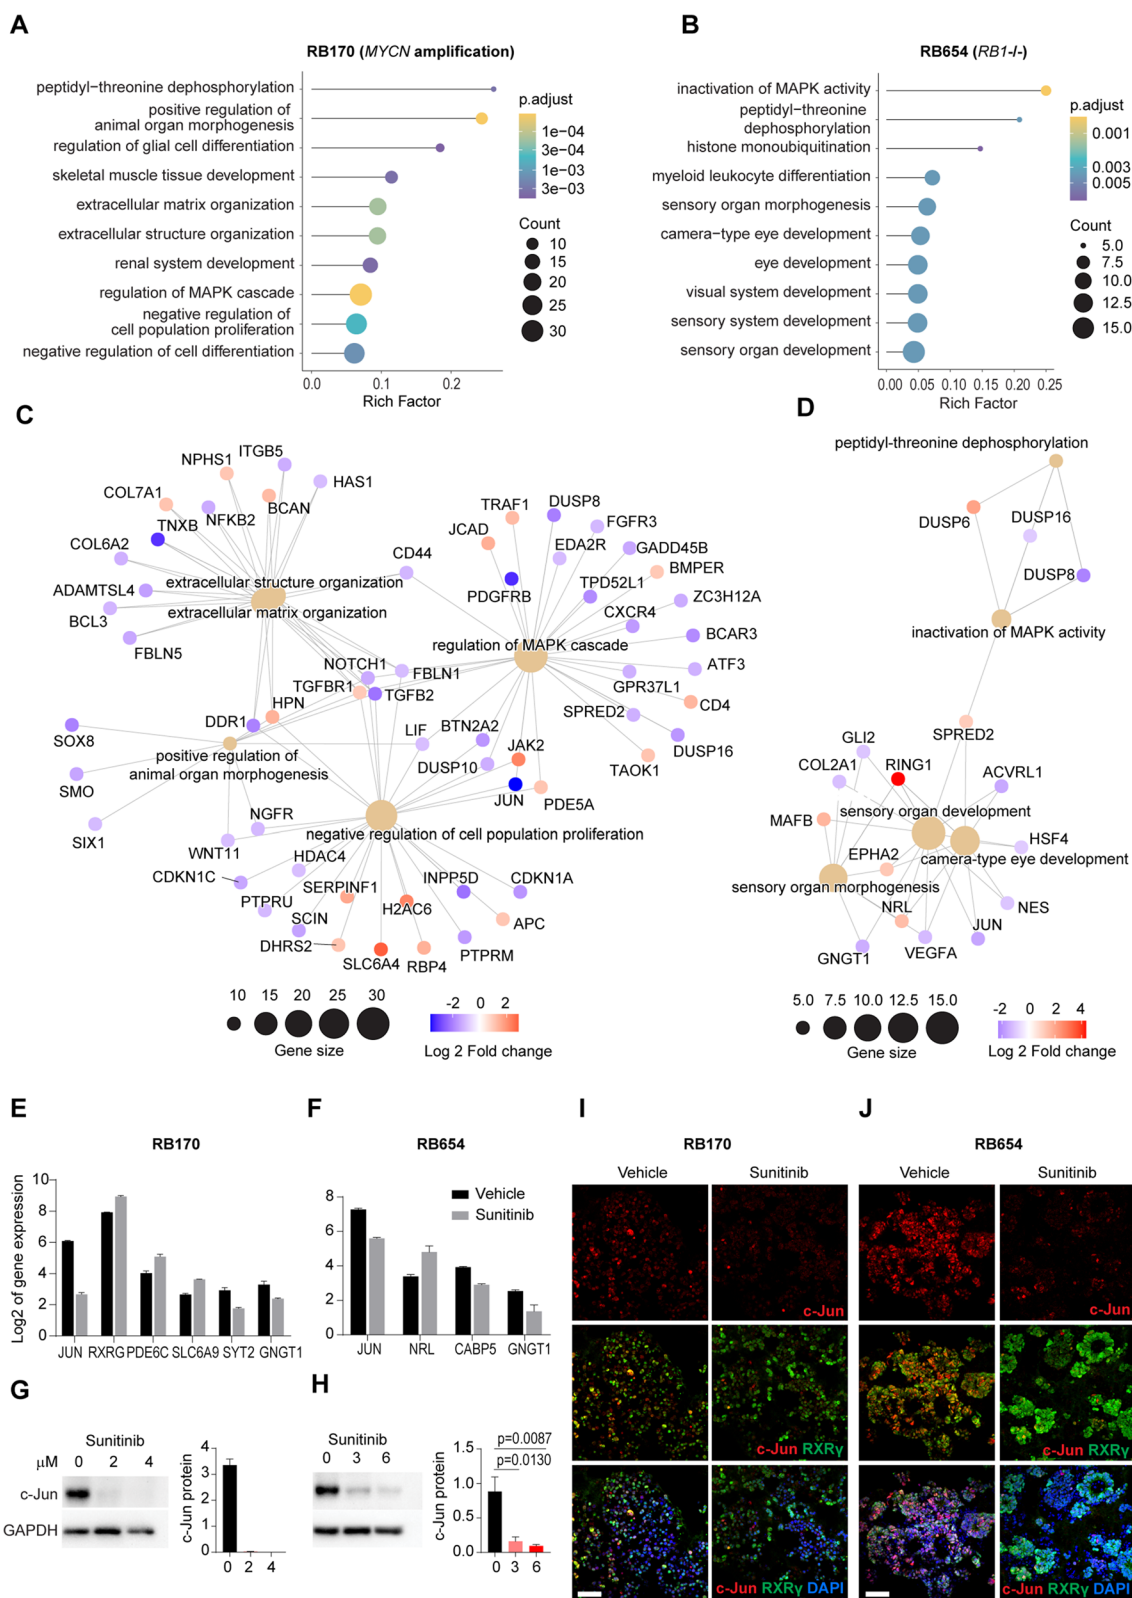 A
RB170 (MYCN amplification)
peptidyl−threonine dephosphorylation
positive regulation of
animal organ morphogenesis
regulation of glial cell differentiation
skeletal muscle tissue development
extracellular matrix organization
extracellular structure organization
renal system development
regulation of MAPK cascade
negative regulation of
cell population proliferation
negative regulation of cell differentiation
0.0 0.1 0.2
Rich Factor
p.adjust
1e−04
3e−04
1e−03
3e−03
Count
10
15
20
25
30
B
RB654 (RB1-/-)
inactivation of MAPK activity
peptidyl−threonine
dephosphorylation
histone monoubiquitination
myeloid leukocyte differentiation
sensory organ morphogenesis
camera−type eye development
eye development
visual system development
sensory system development
sensory organ development
0.00 0.05 0.10 0.15 0.20 0.25
Rich Factor
p.adjust
0.001
0.003
0.005
Count
5.0
7.5
10.0
12.5
15.0
C
ITGB5
NPHS1
HAS1
COL7A1
BCAN
TNXB
NFKB2
COL6A2
extracellular structure organization
ADAMTSL4
extracellular matrix organization
BCL3
FBLN5
CD44
TRAF1
DUSP8
JCAD
FGFR3
EDA2R
GADD45B
BMPER
PDGFRB
TPD52L1
ZC3H12A
CXCR4
BCAR3
regulation of MAPK cascade
ATF3
GPR37L1
CD4
SPRED2
DUSP16
TAOK1
NOTCH1
FBLN1
TGFBR1
TGFB2
HPN
DDR1
LIF
BTN2A2
JAK2
DUSP10
JUN
PDE5A
SOX8
positive regulation of
animal organ morphogenesis
SMO
SIX1
NGFR
WNT11
negative regulation of cell population proliferation
HDAC4
CDKN1C
INPP5D
CDKN1A
SERPINF1
PTPRU
H2AC6
SCIN
APC
DHRS2
SLC6A4
RBP4
PTPRM
10 15 20 25 30
Gene size
-2 0 2
Log 2 Fold change
D
peptidyl-threonine dephosphorylation
DUSP6
DUSP16
DUSP8
inactivation of MAPK activity
SPRED2
GLI2
RING1
COL2A1
ACVRL1
sensory organ development
MAFB
HSF4
EPHA2
camera-type eye development
sensory organ morphogenesis
NRL
NES
JUN
GNGT1
VEGFA
5.0 7.5 10.0 12.5 15.0
Gene size
-2 0 2 4
Log 2 Fold change
E
RB170
Log2 of gene expression
10
8
6
4
2
0
JUN RXRG PDE6C SLC6A9 SYT2 GNGT1
F
RB654
Vehicle
Sunitinib
8
6
4
2
0
JUN NRL CABP5 GNGT1
G
Sunitinib
µM 0 2 4
c-Jun
GAPDH
c-Jun protein
4
3
2
1
0
0 2 4
H
Sunitinib
0 3 6
c-Jun protein
p=0.0087
p=0.0130
1.5
1.0
0.5
0.0
0 3 6
I
RB170
Vehicle Sunitinib
c-Jun
c-Jun RXRγ
c-Jun RXRγ DAPI
J
RB654
Vehicle Sunitinib
c-Jun
c-Jun RXRγ
c-Jun RXRγ DAPI